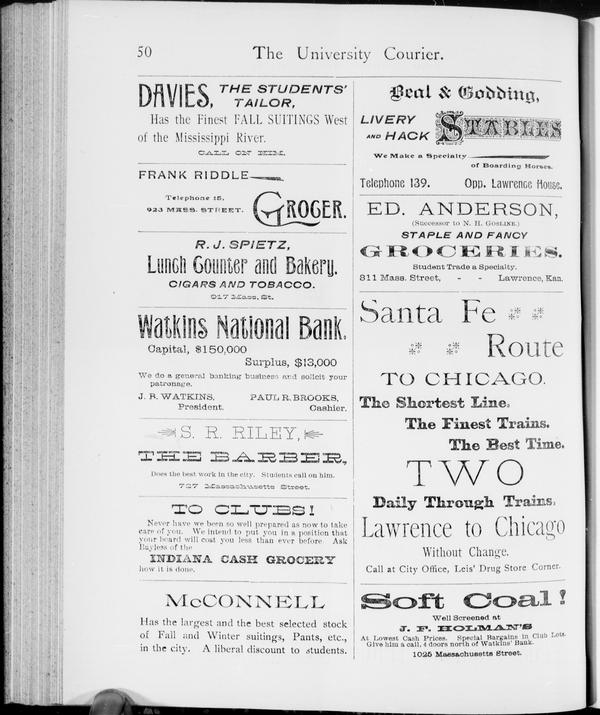 50
The University Courier.
DAVIES, THE STUDENTS'
TAILOR,
Has the Finest FALL SUITINGS West
of the Mississippi River.
CALL ON HIM.
FRANK RIDDLE
Telephone 15,
923 MASS. STREET.
GROCER.
R. J. SPIETZ,
Lunch Counter and Bakery.
CIGARS AND TOBACCO.
917 Mass. St.
Watkins National Bank.
Capital, $150,000
Surplus, $13,000
We do a general banking business and solicit your
patronage.
J. B. WATKINS, PAUL R. BROOKS,
President. Cashier.
S. R. RILEY,
THE BARBER,
Does the best work in the city. Students call on him.
727 Massachusetts Street.
TO CLUBS!
Never have we been so well prepared as now to take
care of you. We intend to put you in a position that
your board will cost you less than ever before. Ask
Bayless of the
INDIANA CASH GROCERY
how it is done.
MCCONNELL
Has the largest and the best selected stock
of Fall and Winter suitings, Pants, etc.,
in the city. A liberal discount to students.
Beal & Godding,
LIVERY
AND HACK STABLES
We Make a Specialty
of Boarding Horses.
Telephone 139. Opp. Lawrence House.
ED. ANDERSON,
(Successor to N. H. GOSLINE.)
STAPLE AND FANCY
GROCERIES.
Student Trade a Specialty.
811 Mass. Street, - - Lawrence, Kan.
Santa Fe
Route
TO CHICAGO.
The Shortest Line.
The Finest Trains.
The Best Time.
TWO
Daily Through Trains,
Lawrence to Chicago
Without Change.
Call at City Office, Leis' Drug Store Corner.
Soft Coal!
Well Screened at
J. F. HOLMAN'S
At Lowest Cash Prices. Special Bargains in Club Lots.
Give him a call, 4 doors north of Watkins' Bank.
1025 Massachusetts Street.